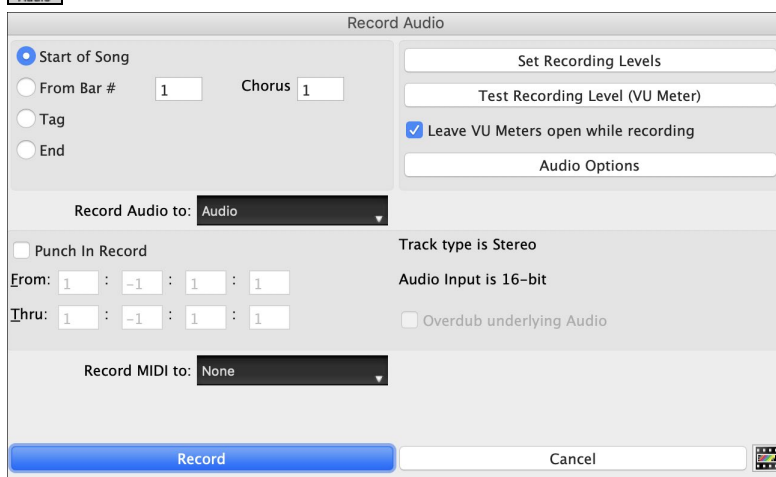 Audio
Record Audio
Start of Song
From Bar # 1 Chorus 1
Tag
End
Set Recording Levels
Test Recording Level (VU Meter)
Leave VU Meters open while recording
Audio Options
Record Audio to: Audio
Punch In Record
From: 1 : -1 : 1 : 1
Thru: 1 : -1 : 1 : 1
Track type is Stereo
Audio Input is 16-bit
Overdub underlying Audio
Record MIDI to: None
Record
Cancel